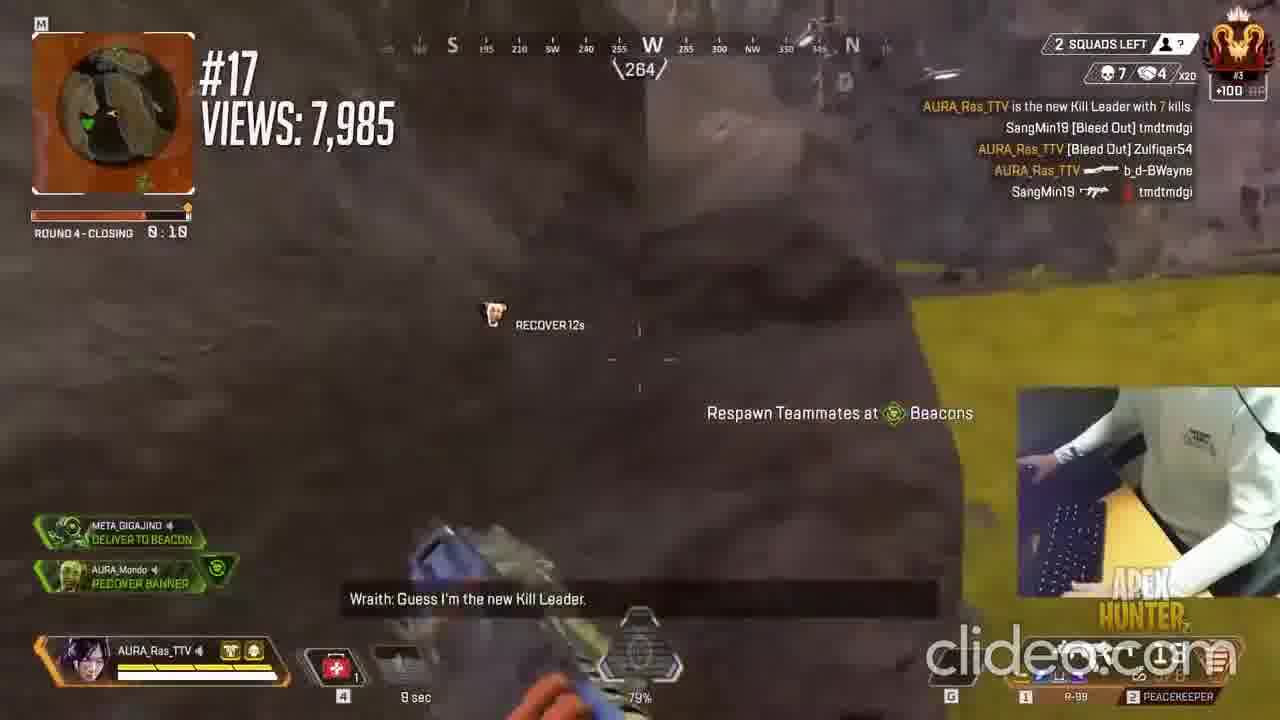 M
#17
VIEWS: 7,985
S 195 210 SW 240 255 W 285 300 NW 330 345 N
264
2 SQUADS LEFT ?
7 4 X20
#3
+100
AURA_Ras_TTV is the new Kill Leader with 7 kills.
SangMin19 [Bleed Out] tmdtmdgi
AURA_Ras_TTV [Bleed Out] Zulfiqar54
AURA_Ras_TTV b_d-BWayne
SangMin19 tmdtmdgi
ROUND 4 - CLOSING 0:10
RECOVER 12s
Respawn Teammates at Beacons
META_GIGAJINO
DELIVER TO BEACON
AURA_Mondo
RECOVER BANNER
Wraith: Guess I'm the new Kill Leader.
APEX
HUNTER
AURA_Ras_TTV
clideo.com
1
4
8 sec
79%
G
1 R-99 2 PEACEKEEPER